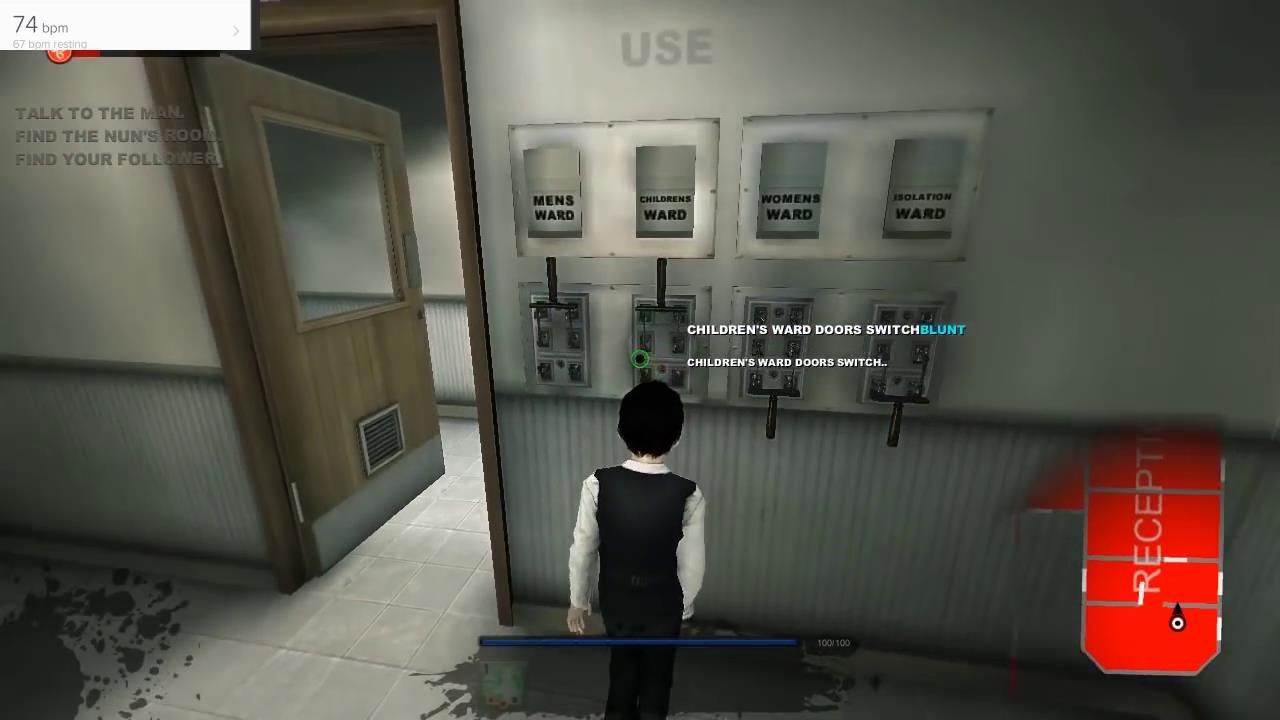 74 bpm
67 bpm resting
USE
TALK TO THE MAN.
FIND THE NUN'S ROOM.
FIND YOUR FOLLOWER.
MENS
WARD
CHILDRENS
WARD
WOMENS
WARD
ISOLATION
WARD
CHILDREN'S WARD DOORS SWITCHBLUNT
CHILDREN'S WARD DOORS SWITCH..
RECEPTI
100/100